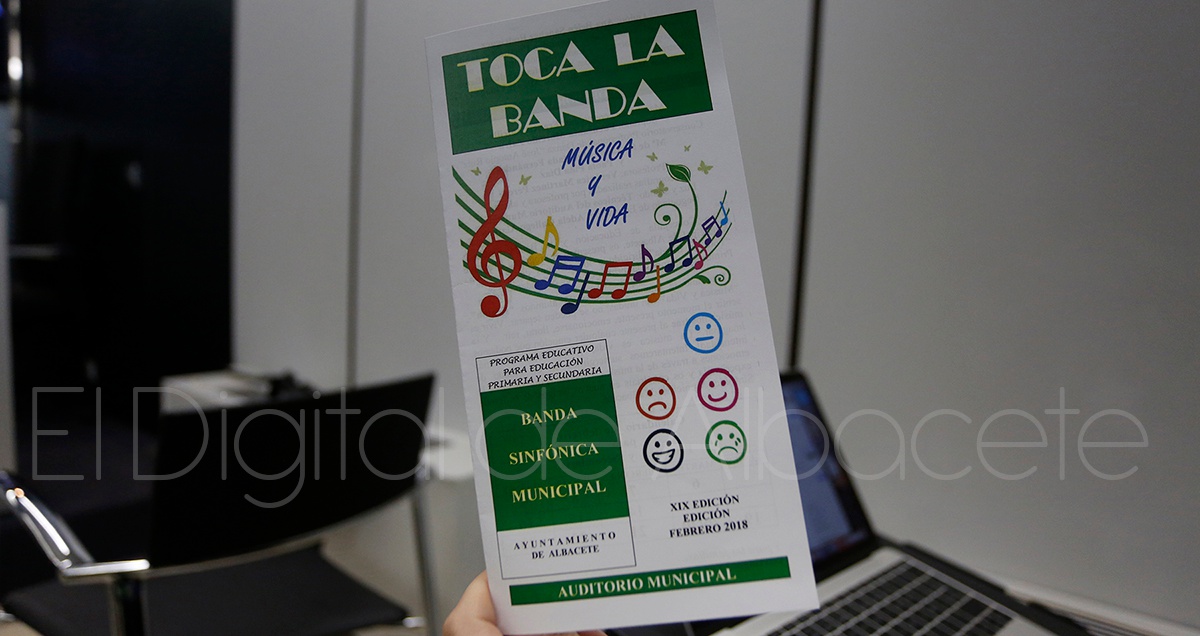 TOCA LA
BANDA
MÚSICA
Y
VIDA
PROGRAMA EDUCATIVO
PARA EDUCACIÓN
PRIMARIA Y SECUNDARIA
BANDA
SINFÓNICA
MUNICIPAL
AYUNTAMIENTO
DE ALBACETE
XIX EDICIÓN
EDICIÓN
FEBRERO 2018
AUDITORIO MUNICIPAL
El Digital de Albacete